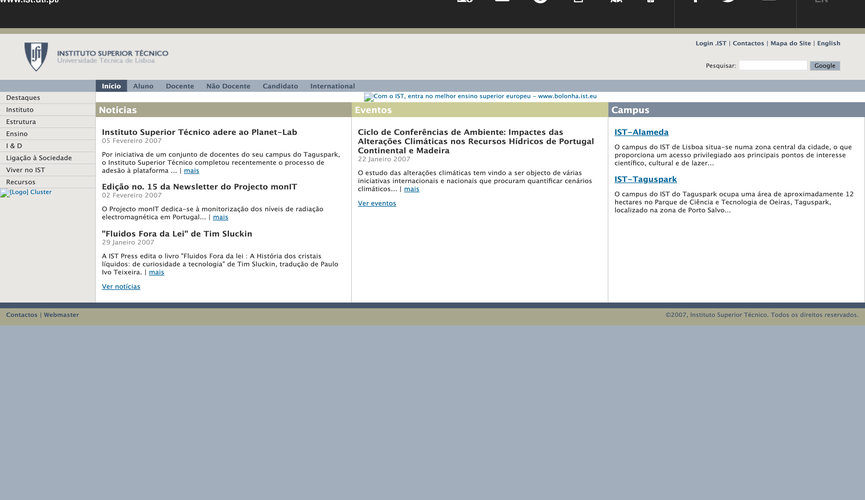 www.ist.utl.pt/
EN
INSTITUTO SUPERIOR TÉCNICO
Universidade Técnica de Lisboa
Login .IST | Contactos | Mapa do Site | English
Pesquisar: Google
Início Aluno Docente Não Docente Candidato International
Destaques
Instituto
Estrutura
Ensino
I & D
Ligação à Sociedade
Viver no IST
Recursos
[Logo] Cluster
Com o IST, entra no melhor ensino superior europeu - www.bolonha.ist.eu
Notícias
Instituto Superior Técnico adere ao Planet-Lab
05 Fevereiro 2007
Por iniciativa de um conjunto de docentes do seu campus do Taguspark,
o Instituto Superior Técnico completou recentemente o processo de
adesão à plataforma ... | mais
Edição no. 15 da Newsletter do Projecto monIT
02 Fevereiro 2007
O Projecto monIT dedica-se à monitorização dos níveis de radiação
electromagnética em Portugal... | mais
"Fluidos Fora da Lei" de Tim Sluckin
29 Janeiro 2007
A IST Press edita o livro "Fluidos Fora da lei : A História dos cristais
líquidos: de curiosidade a tecnologia" de Tim Sluckin, tradução de Paulo
Ivo Teixeira. | mais
Ver notícias
Eventos
Ciclo de Conferências de Ambiente: Impactes das
Alterações Climáticas nos Recursos Hídricos de Portugal
Continental e Madeira
22 Janeiro 2007
O estudo das alterações climáticas tem vindo a ser objecto de várias
iniciativas internacionais e nacionais que procuram quantificar cenários
climáticos... | mais
Ver eventos
Campus
IST-Alameda
O campus do IST de Lisboa situa-se numa zona central da cidade, o que
proporciona um acesso privilegiado aos principais pontos de interesse
científico, cultural e de lazer...
IST-Taguspark
O campus do IST do Taguspark ocupa uma área de aproximadamente 12
hectares no Parque de Ciência e Tecnologia de Oeiras, Taguspark,
localizado na zona de Porto Salvo...
Contactos | Webmaster
©2007, Instituto Superior Técnico. Todos os direitos reservados.